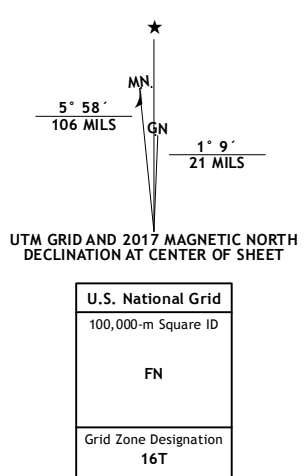 ★
MN
GN
5° 58´
106 MILS
1° 9´
21 MILS
UTM GRID AND 2017 MAGNETIC NORTH
DECLINATION AT CENTER OF SHEET
U.S. National Grid
100,000-m Square ID
FN
Grid Zone Designation
16T